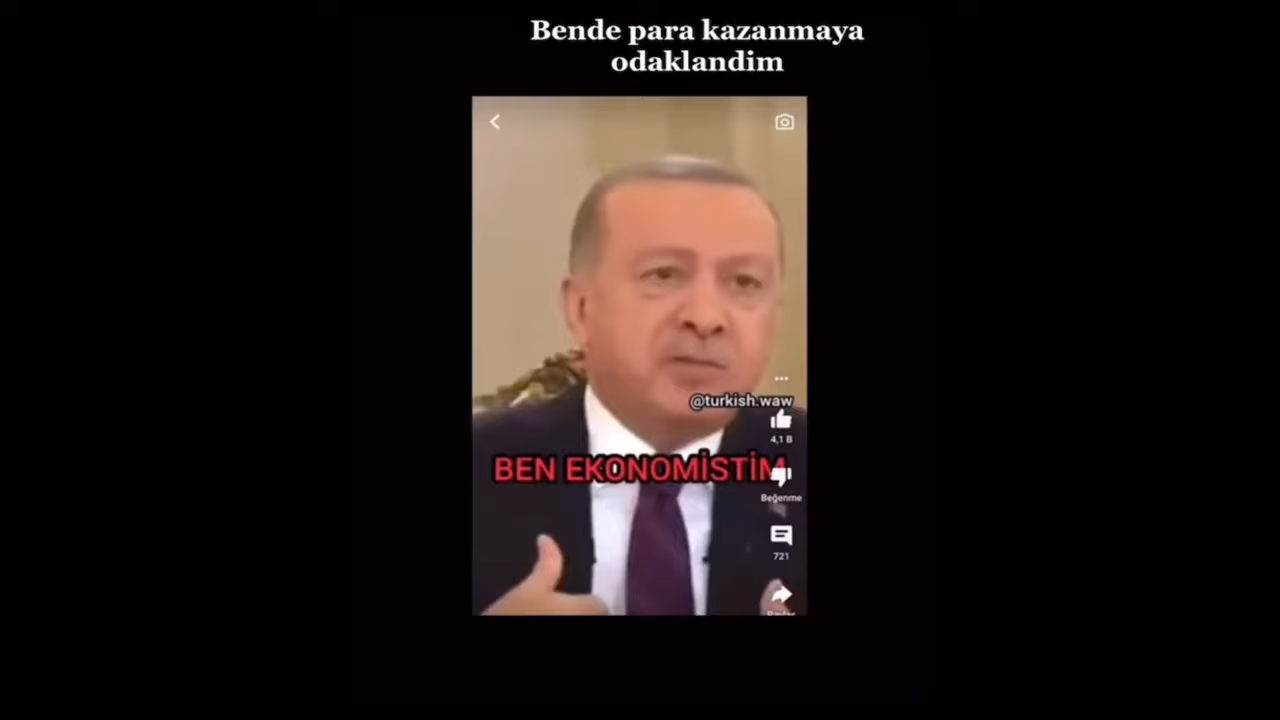 Bende para kazanmaya
odaklandim
@turkish.waw
4,1 B
BEN EKONOMİSTİM
Beğenme
721